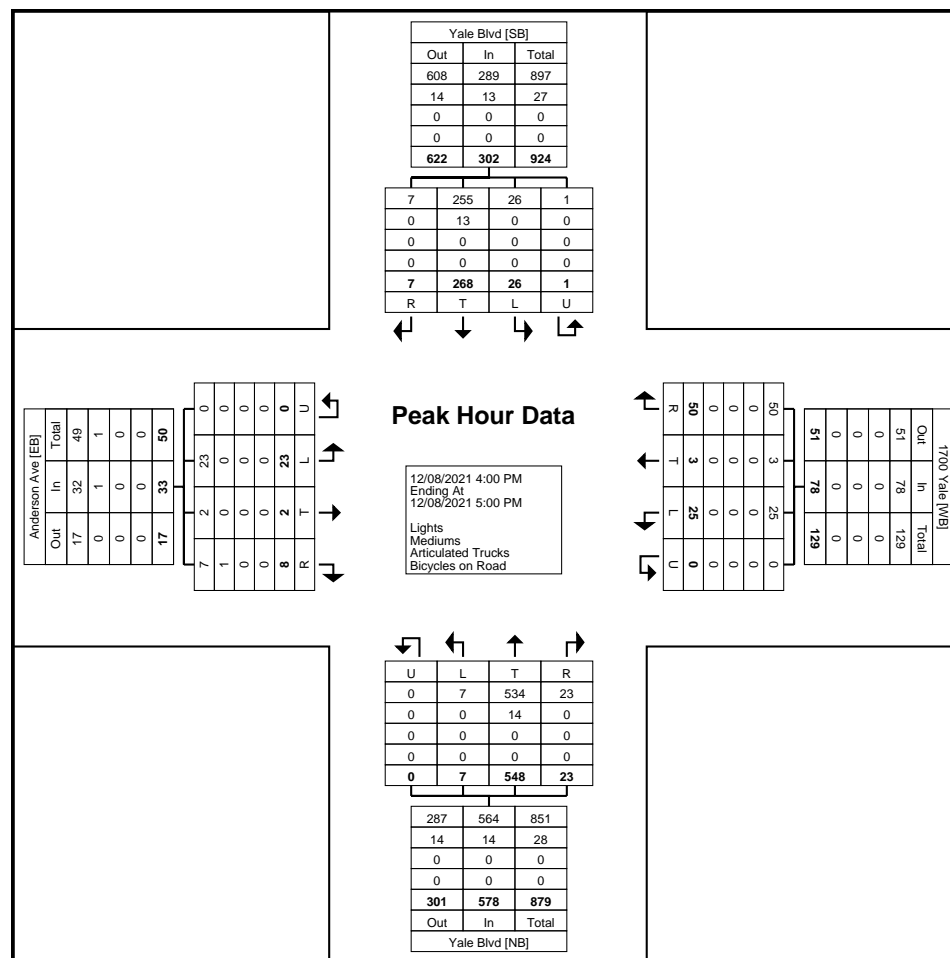 Yale Blvd [SB]
Out In Total
608 289 897
14 13 27
0 0 0
0 0 0
622 302 924
7 255 26 1
0 13 0 0
0 0 0 0
0 0 0 0
7 268 26 1
R T L U
Anderson Ave [EB]
Total 49 1 0 0 50
In 32 1 0 0 33
Out 17 0 0 0 17
0 0 0 0 0 U
23 0 0 0 23 L
2 0 0 0 2 T
7 1 0 0 8 R
Peak Hour Data
12/08/2021 4:00 PM
Ending At
12/08/2021 5:00 PM
Lights
Mediums
Articulated Trucks
Bicycles on Road
R 50 0 0 0 50
T 3 0 0 0 3
L 25 0 0 0 25
U 0 0 0 0 0
51 0 0 0 51 Out
78 0 0 0 78 In
129 0 0 0 129 Total
1700 Yale [WB]
U L T R
0 7 534 23
0 0 14 0
0 0 0 0
0 0 0 0
0 7 548 23
287 564 851
14 14 28
0 0 0
0 0 0
301 578 879
Out In Total
Yale Blvd [NB]